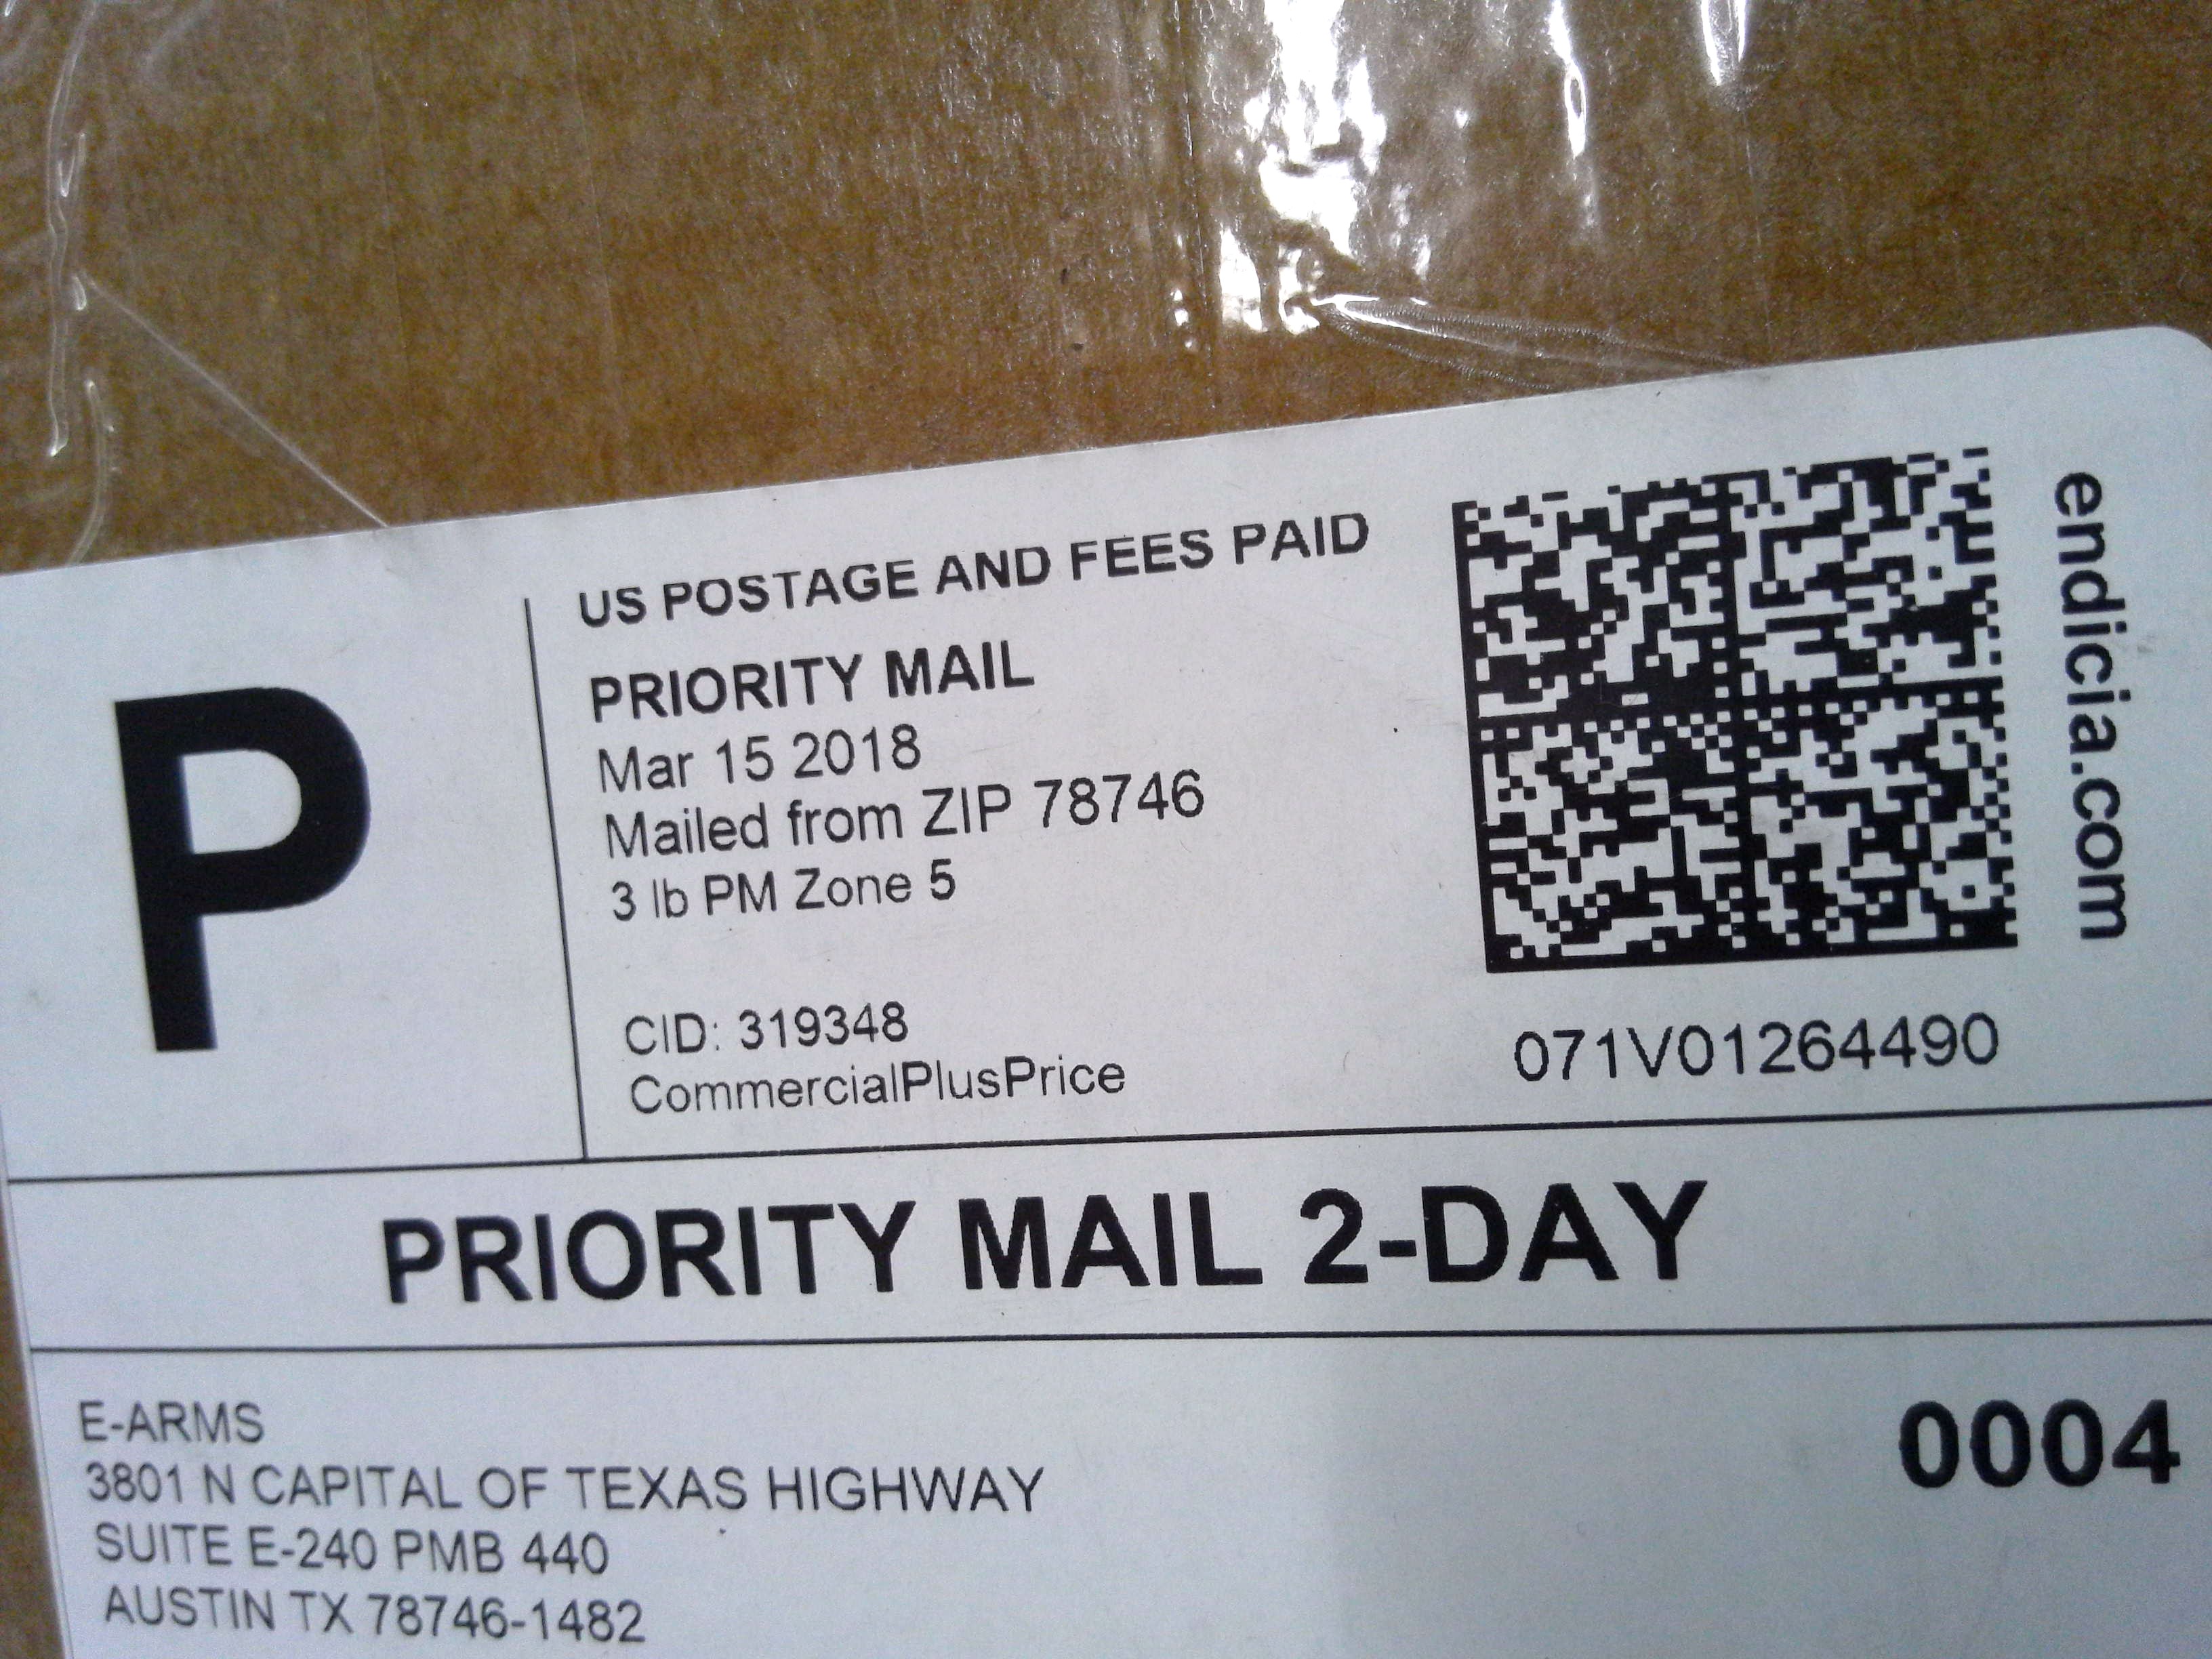 US POSTAGE AND FEES PAID
PRIORITY MAIL
Mar 15 2018
Mailed from ZIP 78746
3 lb PM Zone 5
CID: 319348
CommercialPlusPrice
P
endicia.com
071V01264490
PRIORITY MAIL 2-DAY
E-ARMS
3801 N CAPITAL OF TEXAS HIGHWAY
SUITE E-240 PMB 440
AUSTIN TX 78746-1482
0004